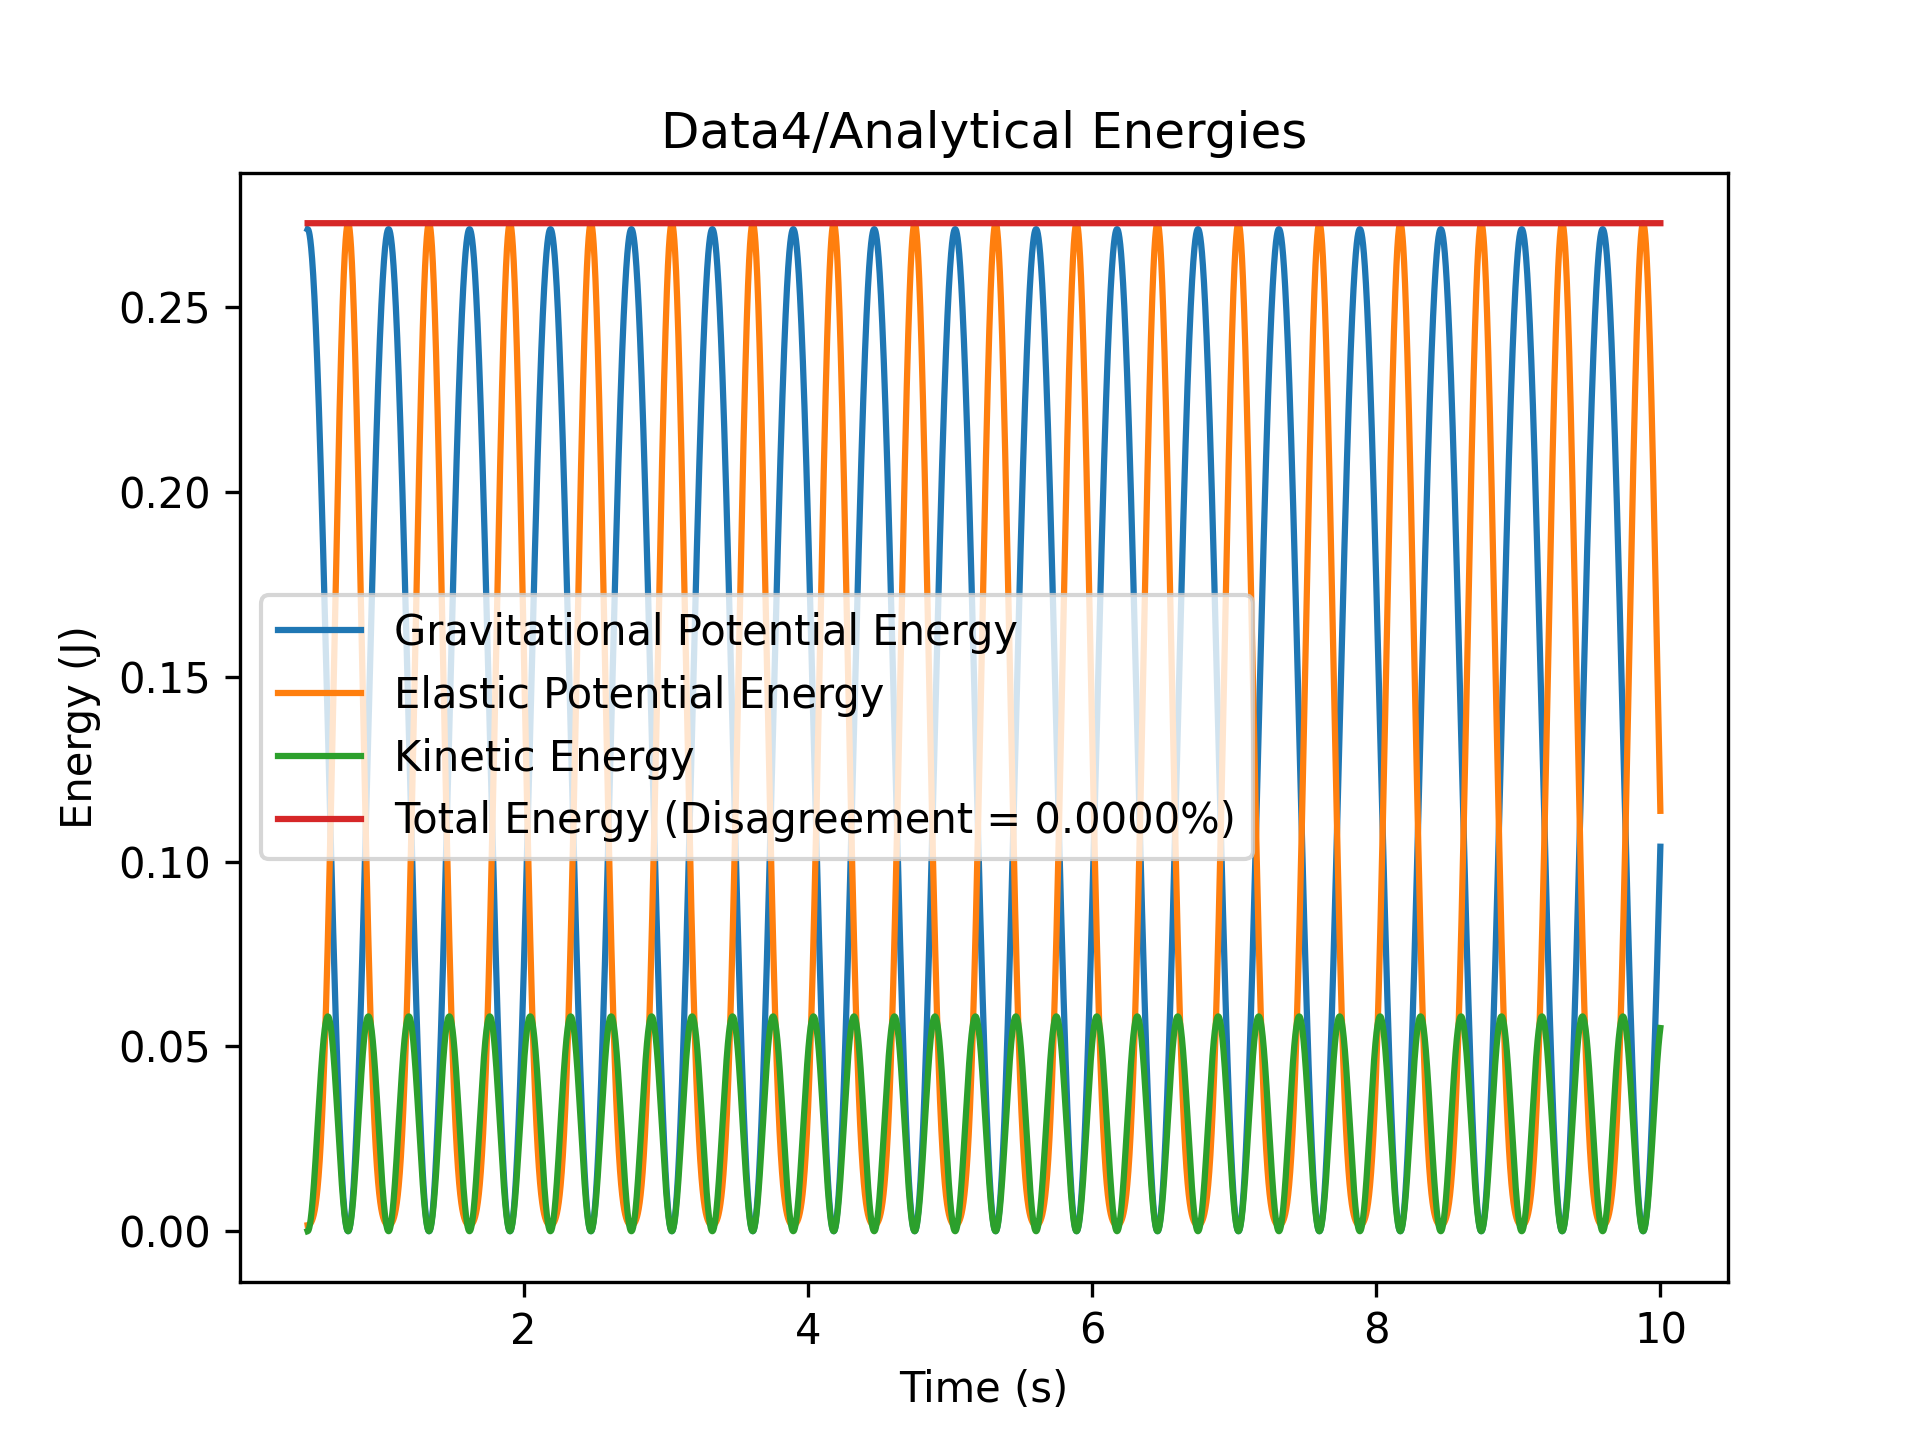 Data4/Analytical Energies
Energy (J)
0.25
0.20
0.15
0.10
0.05
0.00
Gravitational Potential Energy
Elastic Potential Energy
Kinetic Energy
Total Energy (Disagreement = 0.0000%)
2 4 6 8 10
Time (s)